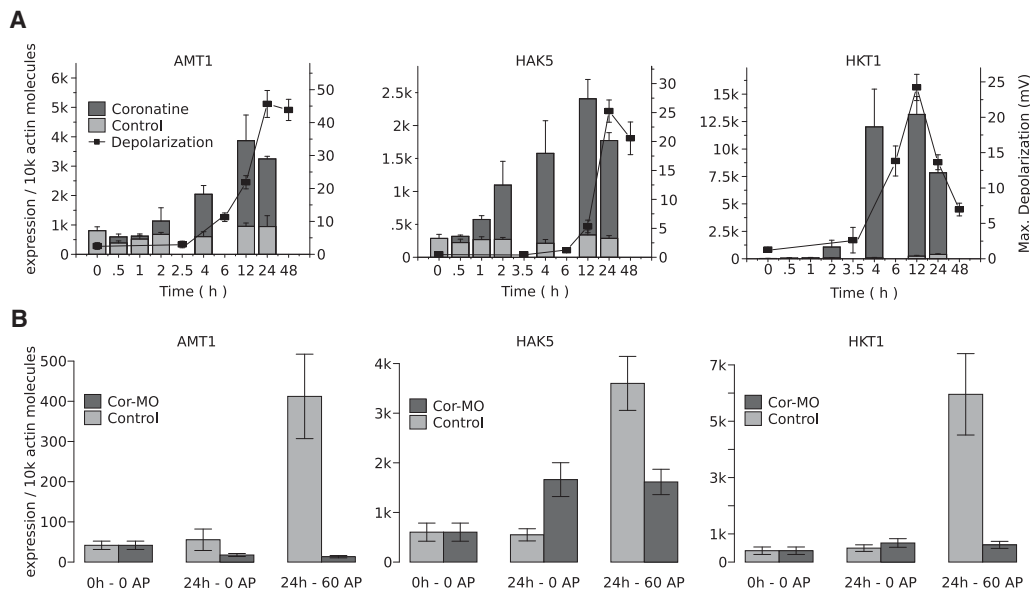 A
AMT1
HAK5
HKT1
expression / 10k actin molecules
6k
5k
4k
3k
2k
1k
0
Coronatine
Control
Depolarization
50
40
30
20
10
0
0 .5 1 2 2.5 4 6 12 24 48
Time ( h )
2.5k
2k
1.5k
1k
.5k
0
30
25
20
15
10
5
0
0 .5 1 2 3.5 4 6 12 24 48
Time ( h )
15k
12.5k
10k
7.5k
5k
1.25k
0
25
20
15
10
5
0
Max. Depolarization (mV)
0 .5 1 2 3.5 4 6 12 24 48
Time ( h )
B
AMT1
HAK5
HKT1
expression / 10k actin molecules
500
400
300
200
100
0
Cor-MO
Control
0h - 0 AP 24h - 0 AP 24h - 60 AP
4k
3k
2k
1k
0
Cor-MO
Control
0h - 0 AP 24h - 0 AP 24h - 60 AP
7k
5k
3k
1k
0
Cor-MO
Control
0h - 0 AP 24h - 0 AP 24h - 60 AP